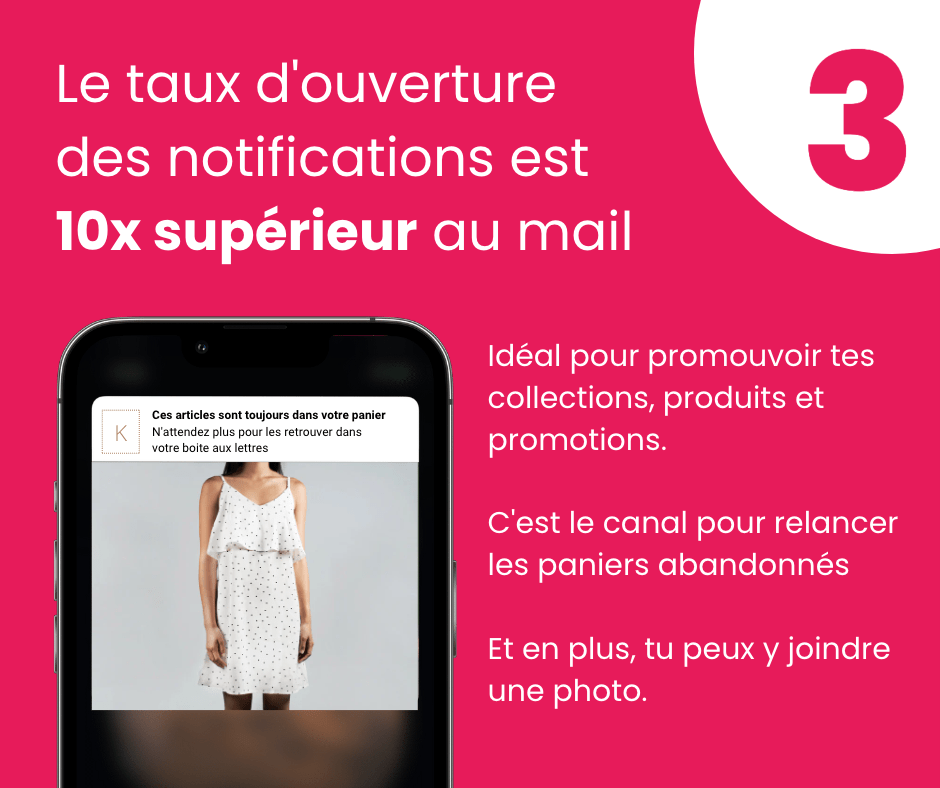 Le taux d'ouverture
des notifications est
10x supérieur au mail
3
Ces articles sont toujours dans votre panier
K
N'attendez plus pour les retrouver dans
votre boite aux lettres
Idéal pour promouvoir tes
collections, produits et
promotions.
C'est le canal pour relancer
les paniers abandonnés
Et en plus, tu peux y joindre
une photo.